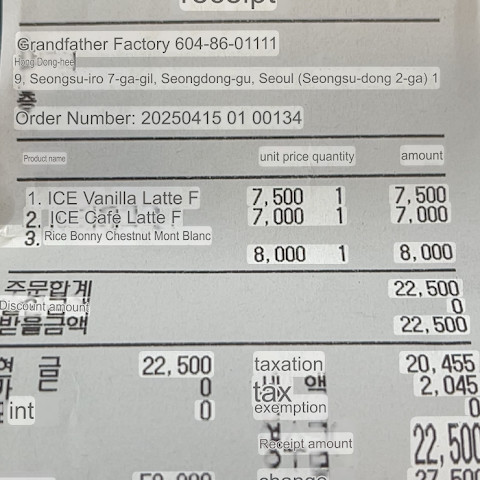 receipt
Grandfather Factory 604-86-01111
Hong Dong-hee
9, Seongsu-iro 7-ga-gil, Seongdong-gu, Seoul (Seongsu-dong 2-ga) 1
층
Order Number: 20250415 01 00134
Product name unit price quantity amount
1. ICE Vanilla Latte F 7,500 1 7,500
2. ICE Café Latte F 7,000 1 7,000
3. Rice Bonny Chestnut Mont Blanc
8,000 1 8,000
주문합계 22,500
Discount amount 0
받을금액 22,500
현 금 22,500 taxation 20,455
0 tax 액 2,045
int 0 exemption 0
Receipt amount 22,500
change